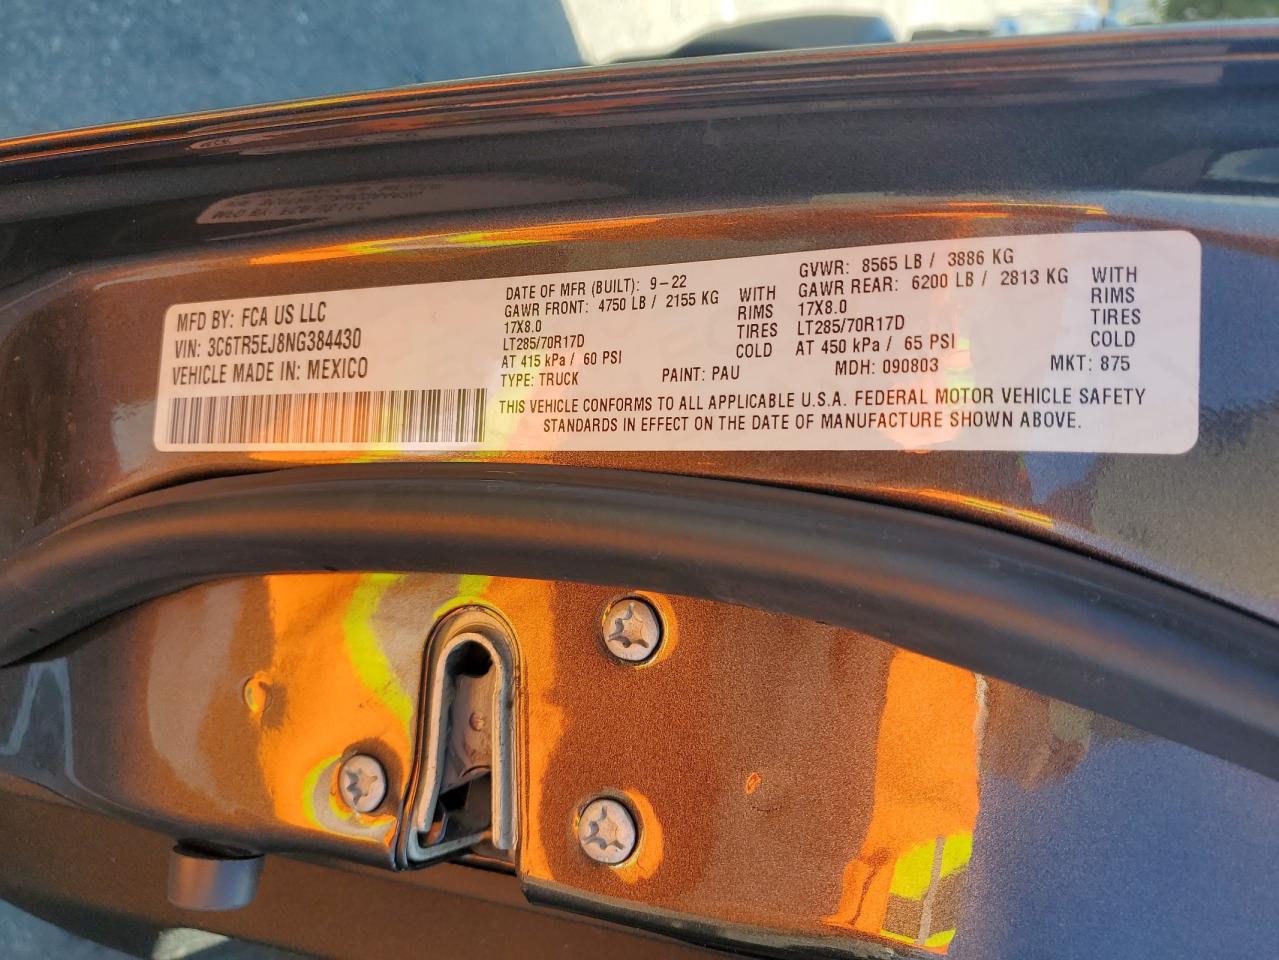 MFD BY: FCA US LLC
VIN: 3C6TR5EJ8NG384430
VEHICLE MADE IN: MEXICO
DATE OF MFR (BUILT): 9-22
GAWR FRONT: 4750 LB / 2155 KG WITH
17X8.0 RIMS
LT285/70R17D TIRES
AT 415 kPa / 60 PSI COLD
TYPE: TRUCK PAINT: PAU
GVWR: 8565 LB / 3886 KG
GAWR REAR: 6200 LB / 2813 KG WITH
17X8.0 RIMS
LT285/70R17D TIRES
AT 450 kPa / 65 PSI COLD
MDH: 090803 MKT: 875
THIS VEHICLE CONFORMS TO ALL APPLICABLE U.S.A. FEDERAL MOTOR VEHICLE SAFETY
STANDARDS IN EFFECT ON THE DATE OF MANUFACTURE SHOWN ABOVE.